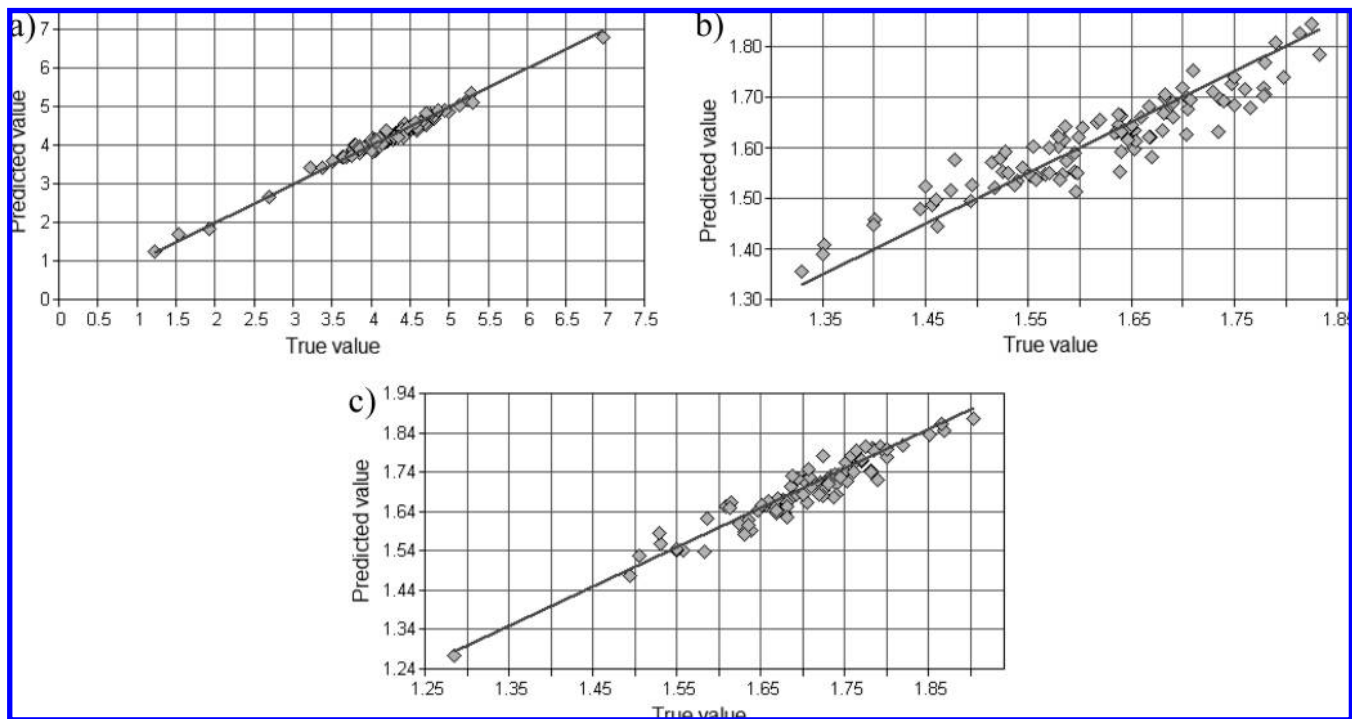 a)
7
6
5
4
3
2
1
0
Predicted value
0 0.5 1 1.5 2 2.5 3 3.5 4 4.5 5 5.5 6 6.5 7 7.5
True value
b)
1.80
1.70
1.60
1.50
1.40
1.30
Predicted value
1.35 1.45 1.55 1.65 1.75 1.85
True value
c)
1.94
1.84
1.74
1.64
1.54
1.44
1.34
1.24
Predicted value
1.25 1.35 1.45 1.55 1.65 1.75 1.85
True value